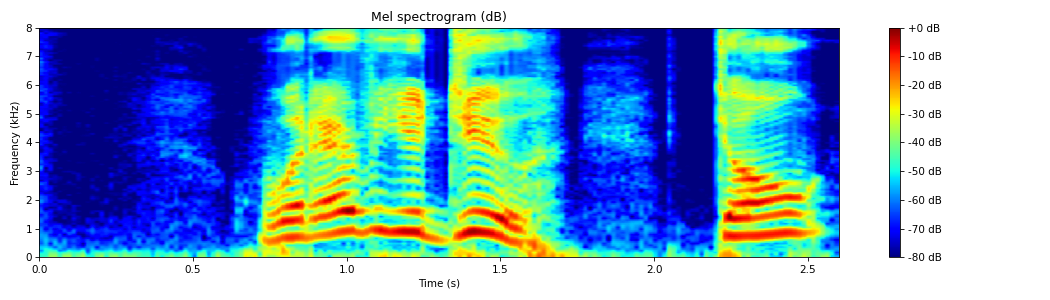 Mel spectrogram (dB)
Frequency (kHz)
8
7
6
5
4
3
2
1
0
0.0
0.5
1.0
1.5
2.0
2.5
Time (s)
+0 dB
-10 dB
-20 dB
-30 dB
-40 dB
-50 dB
-60 dB
-70 dB
-80 dB